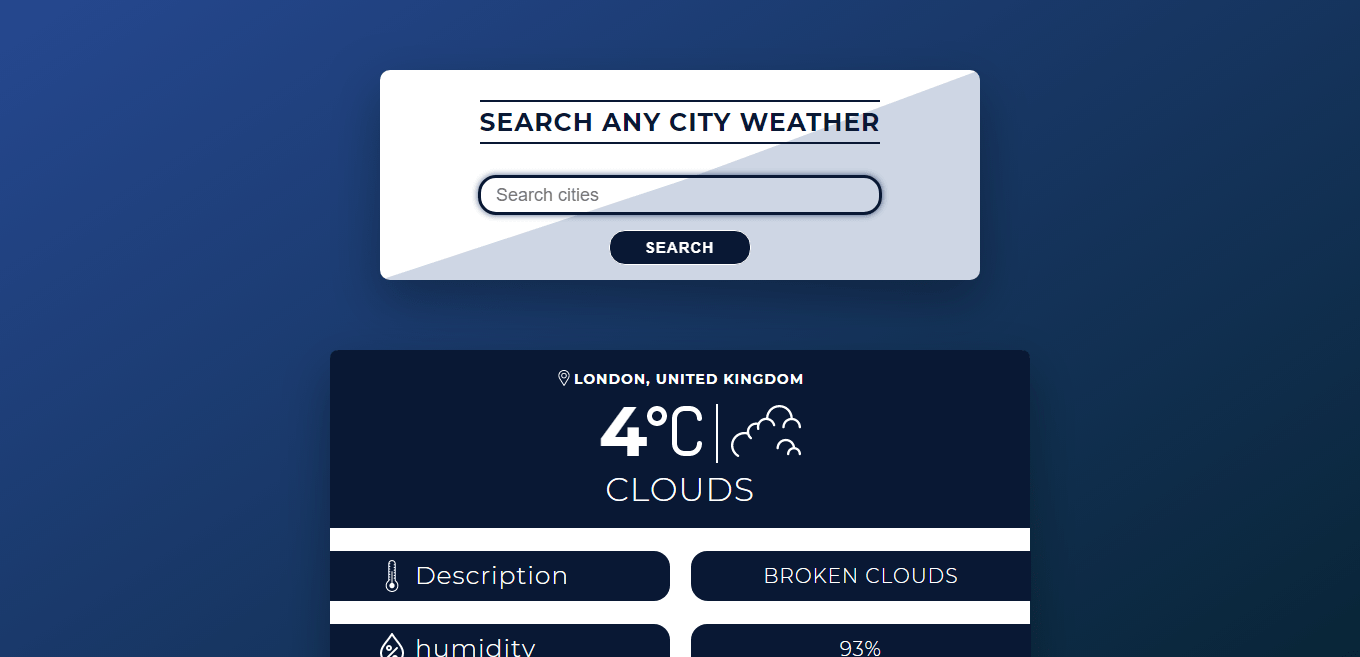 SEARCH ANY CITY WEATHER
Search cities
SEARCH
LONDON, UNITED KINGDOM
4°C
CLOUDS
Description BROKEN CLOUDS
humidity 93%